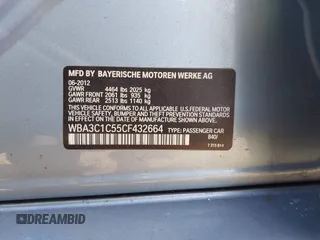 MFD BY BAYERISCHE MOTOREN WERKE AG
06-2012
GVWR 4464 lbs 2025 kg
GAWR FRONT 2061 lbs 935 kg
GAWR REAR 2513 lbs 1140 kg
THIS VEHICLE CONFORMS TO ALL APPLICABLE
U.S. FEDERAL MOTOR VEHICLE SAFETY, BUMPER,
AND THEFT PREVENTION STANDARDS IN EFFECT
ON THE DATE OF MANUFACTURE SHOWN ABOVE.
WBA3C1C55CF432664 TYPE: PASSENGER CAR
840/
DREAMBID